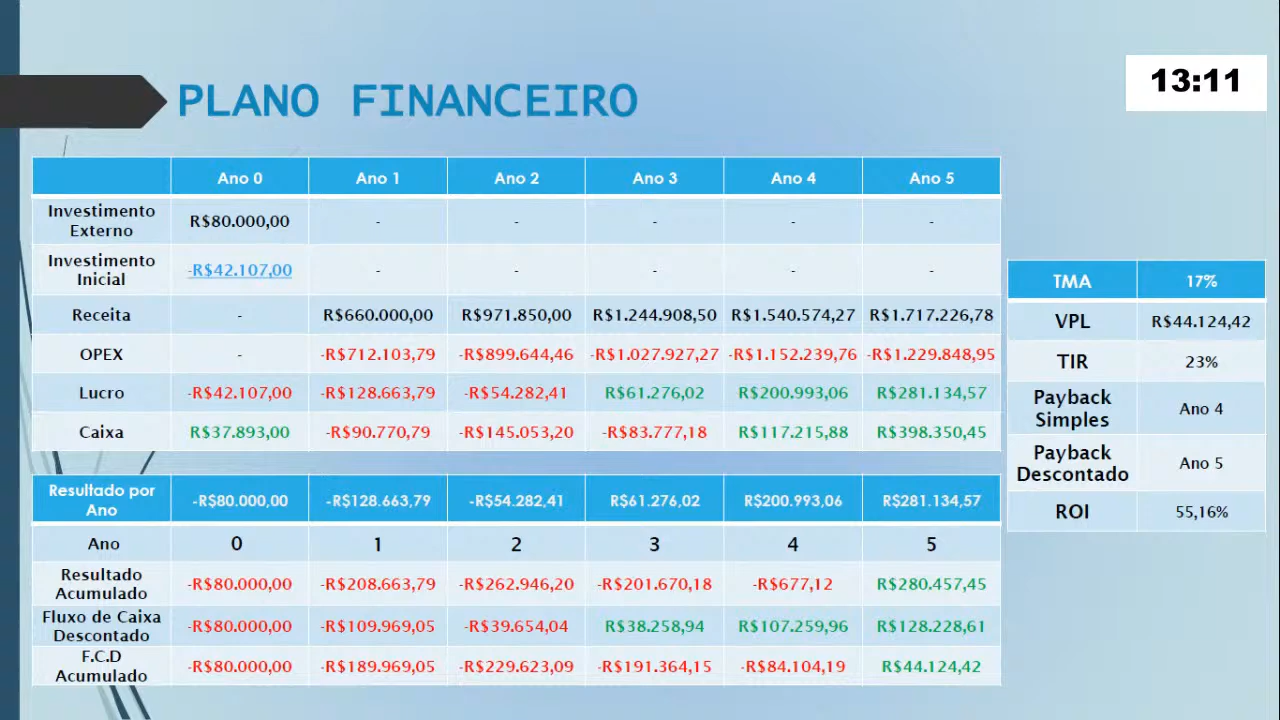 PLANO FINANCEIRO
13:11
Ano 0 Ano 1 Ano 2 Ano 3 Ano 4 Ano 5
Investimento
Externo R$80.000,00 - - - - -
Investimento
Inicial -R$42.107,00 - - - - -
Receita - R$660.000,00 R$971.850,00 R$1.244.908,50 R$1.540.574,27 R$1.717.226,78
OPEX - -R$712.103,79 -R$899.644,46 -R$1.027.927,27 -R$1.152.239,76 -R$1.229.848,95
Lucro -R$42.107,00 -R$128.663,79 -R$54.282,41 R$61.276,02 R$200.993,06 R$281.134,57
Caixa R$37.893,00 -R$90.770,79 -R$145.053,20 -R$83.777,18 R$117.215,88 R$398.350,45
Resultado por
Ano -R$80.000,00 -R$128.663,79 -R$54.282,41 R$61.276,02 R$200.993,06 R$281.134,57
Ano 0 1 2 3 4 5
Resultado
Acumulado -R$80.000,00 -R$208.663,79 -R$262.946,20 -R$201.670,18 -R$677,12 R$280.457,45
Fluxo de Caixa
Descontado -R$80.000,00 -R$109.969,05 -R$39.654,04 R$38.258,94 R$107.259,96 R$128.228,61
F.C.D
Acumulado -R$80.000,00 -R$189.969,05 -R$229.623,09 -R$191.364,15 -R$84.104,19 R$44.124,42
TMA 17%
VPL R$44.124,42
TIR 23%
Payback
Simples Ano 4
Payback
Descontado Ano 5
ROI 55,16%